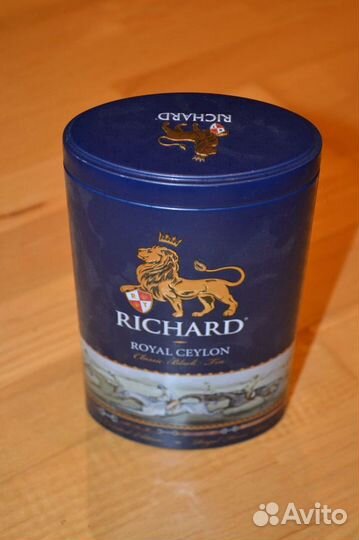 RICHARD
R T
RICHARD®
ROYAL CEYLON
Classic Black Tea
Avito